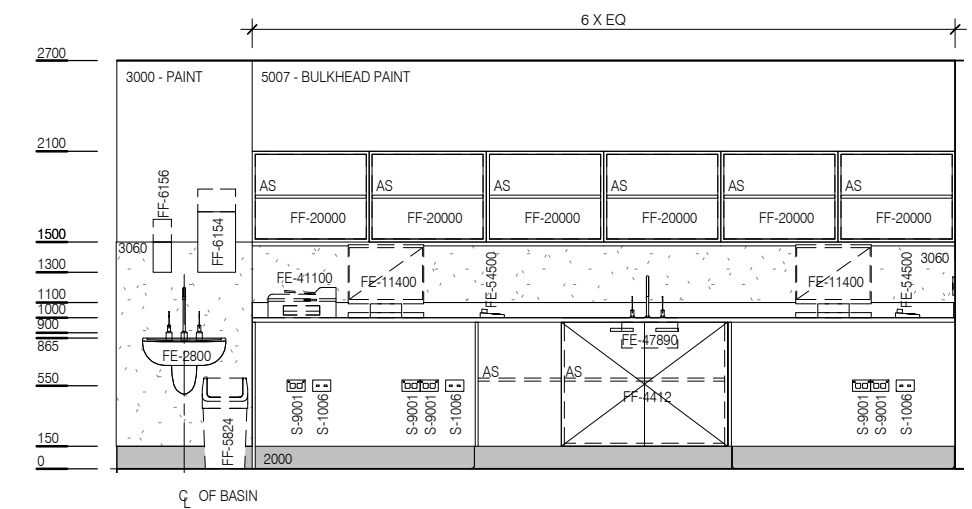 6 X EQ
2700
3000 - PAINT
5007 - BULKHEAD PAINT
2100
FF-6156
FF-6154
AS
AS
AS
AS
AS
AS
FF-20000
FF-20000
FF-20000
FF-20000
FF-20000
FF-20000
1500
3060
3060
1300
FE-41100
FE-11400
FE-54500
FE-11400
FE-54500
1100
1000
900
865
FE-2800
FE-47890
550
AS
AS
FF-4412
S-9001
S-1006
S-9001
S-9001
S-1006
S-9001
S-9001
S-1006
FF-5824
150
2000
0
CL OF BASIN